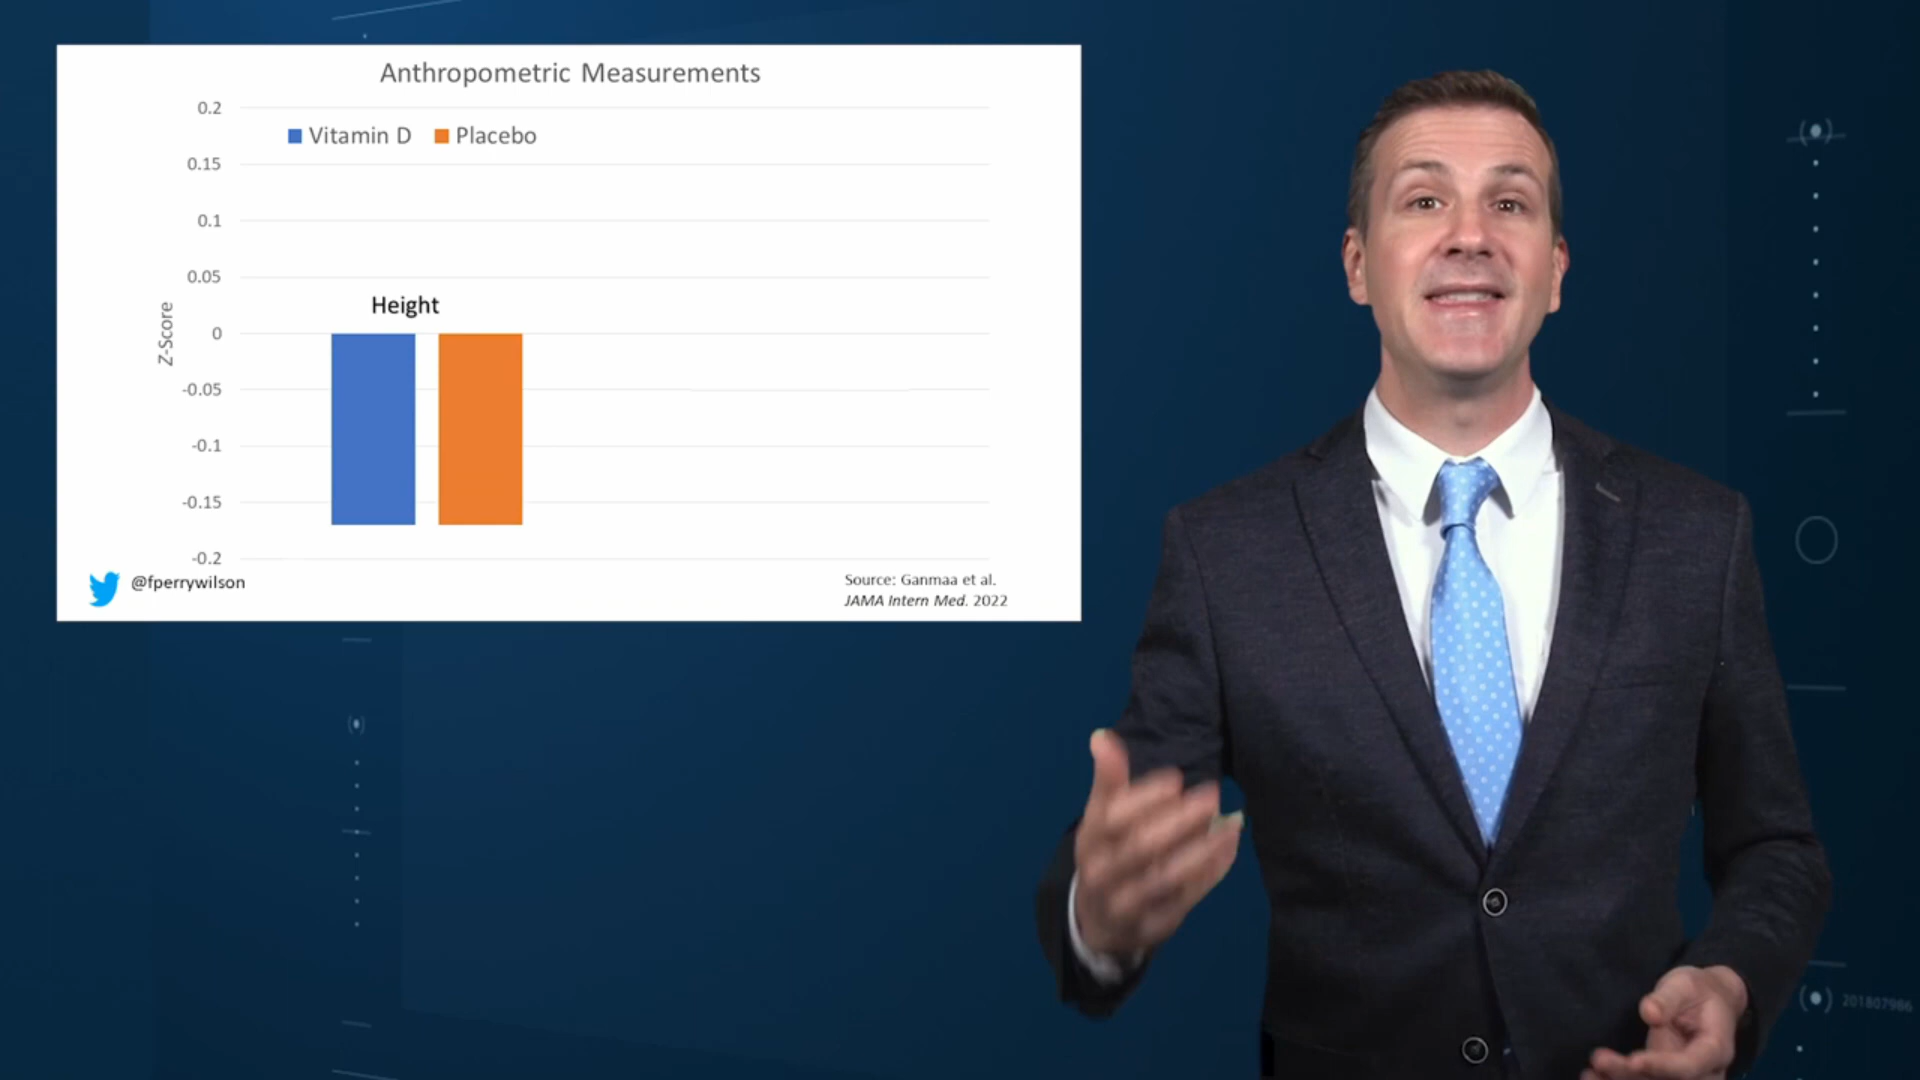 Anthropometric Measurements
0.2
Vitamin D Placebo
0.15
0.1
0.05
Height
Z-Score
0
-0.05
-0.1
-0.15
-0.2
@fperrywilson
Source: Ganmaa et al.
JAMA Intern Med. 2022
201807986